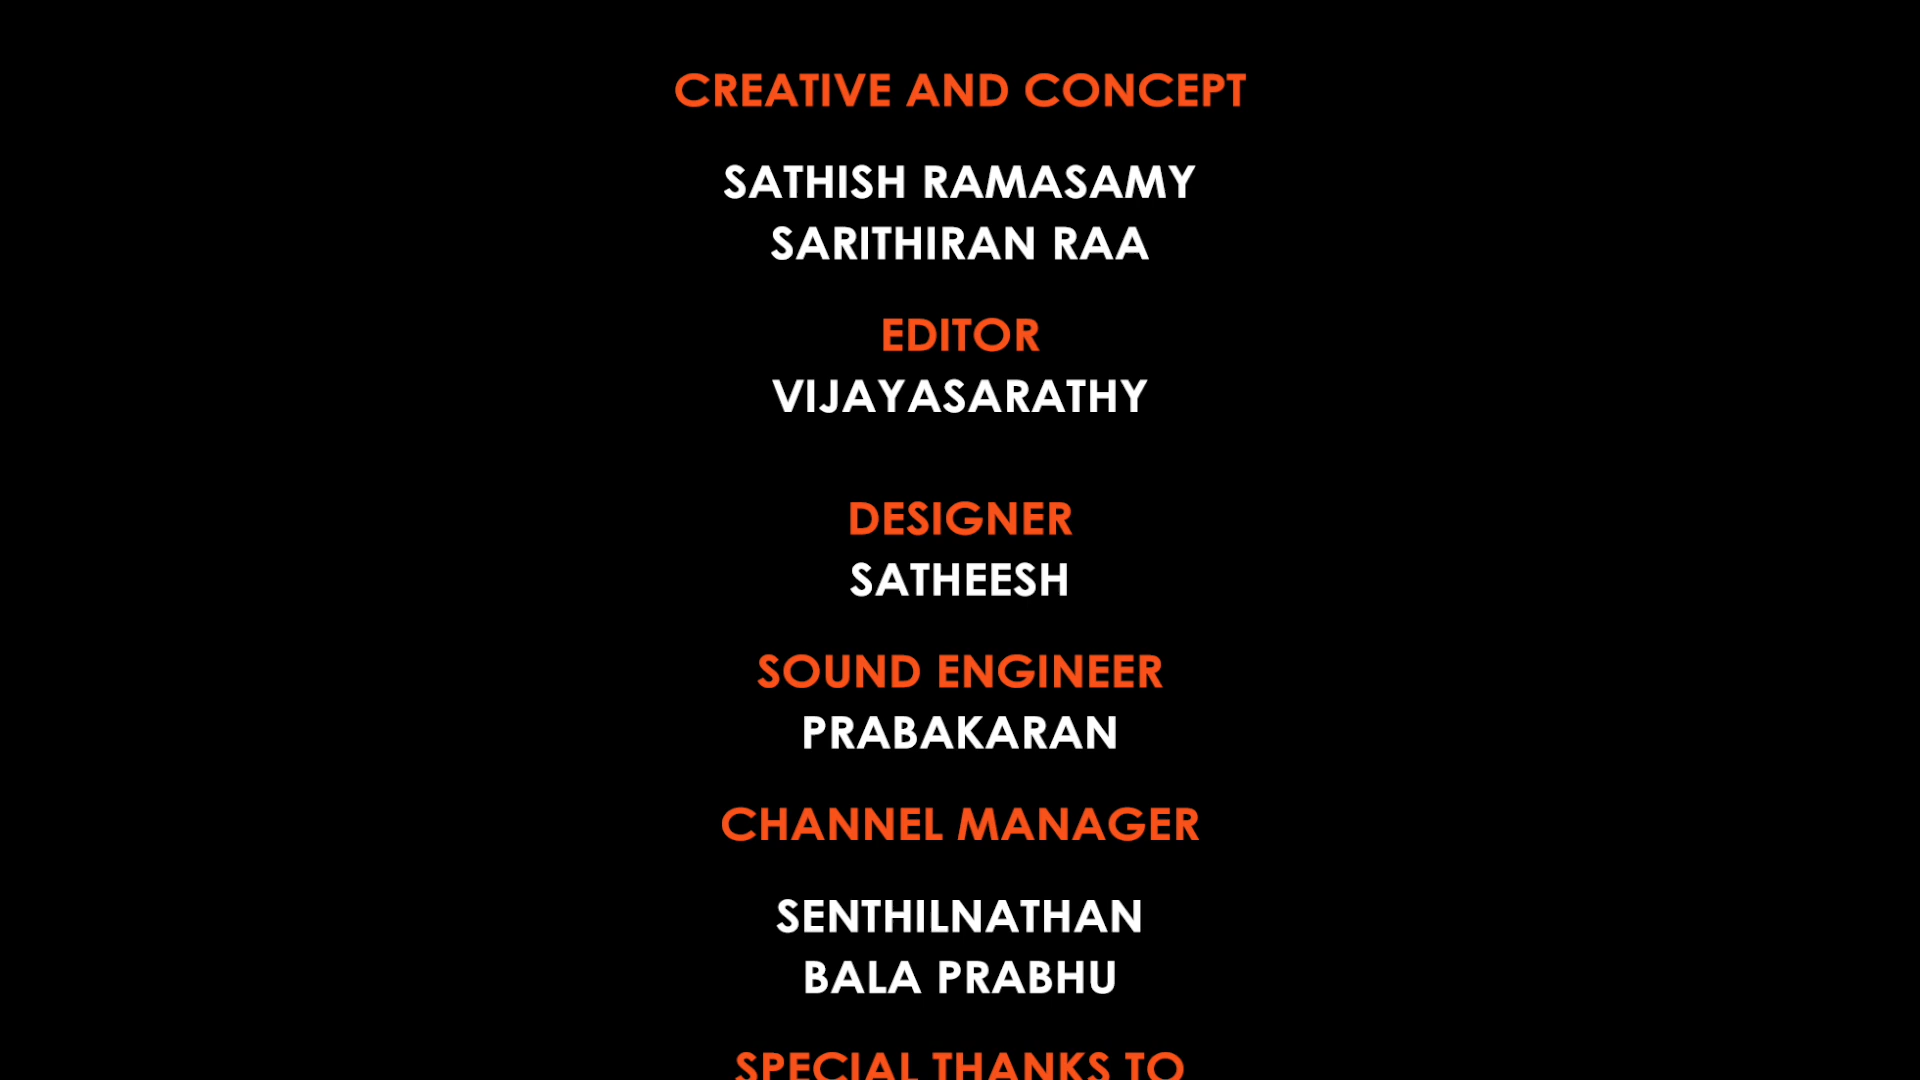 CREATIVE AND CONCEPT
SATHISH RAMASAMY
SARITHIRAN RAA
EDITOR
VIJAYASARATHY
DESIGNER
SATHEESH
SOUND ENGINEER
PRABAKARAN
CHANNEL MANAGER
SENTHILNATHAN
BALA PRABHU
SPECIAL THANKS TO